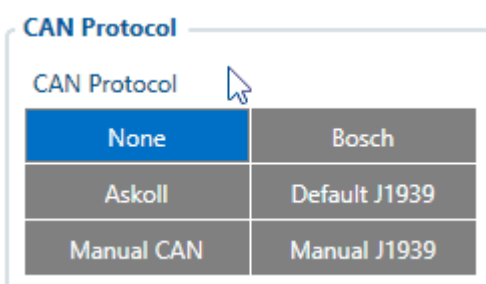 CAN Protocol
CAN Protocol
None Bosch
Askoll Default J1939
Manual CAN Manual J1939